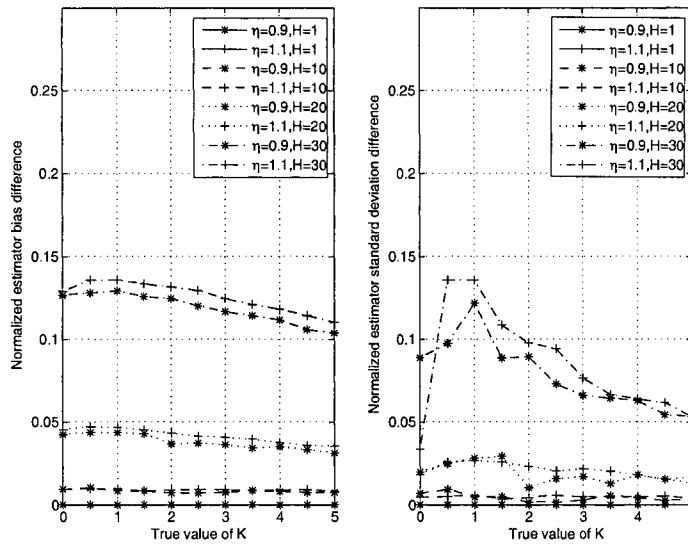 Normalized estimator bias difference
0.25
0.2
0.15
0.1
0.05
0
0 1 2 3 4 5
True value of K
η=0.9,H=1
η=1.1,H=1
η=0.9,H=10
η=1.1,H=10
η=0.9,H=20
η=1.1,H=20
η=0.9,H=30
η=1.1,H=30
Normalized estimator standard deviation difference
0.25
0.2
0.15
0.1
0.05
0
0 1 2 3 4
True value of K
η=0.9,H=1
η=1.1,H=1
η=0.9,H=10
η=1.1,H=10
η=0.9,H=20
η=1.1,H=20
η=0.9,H=30
η=1.1,H=30